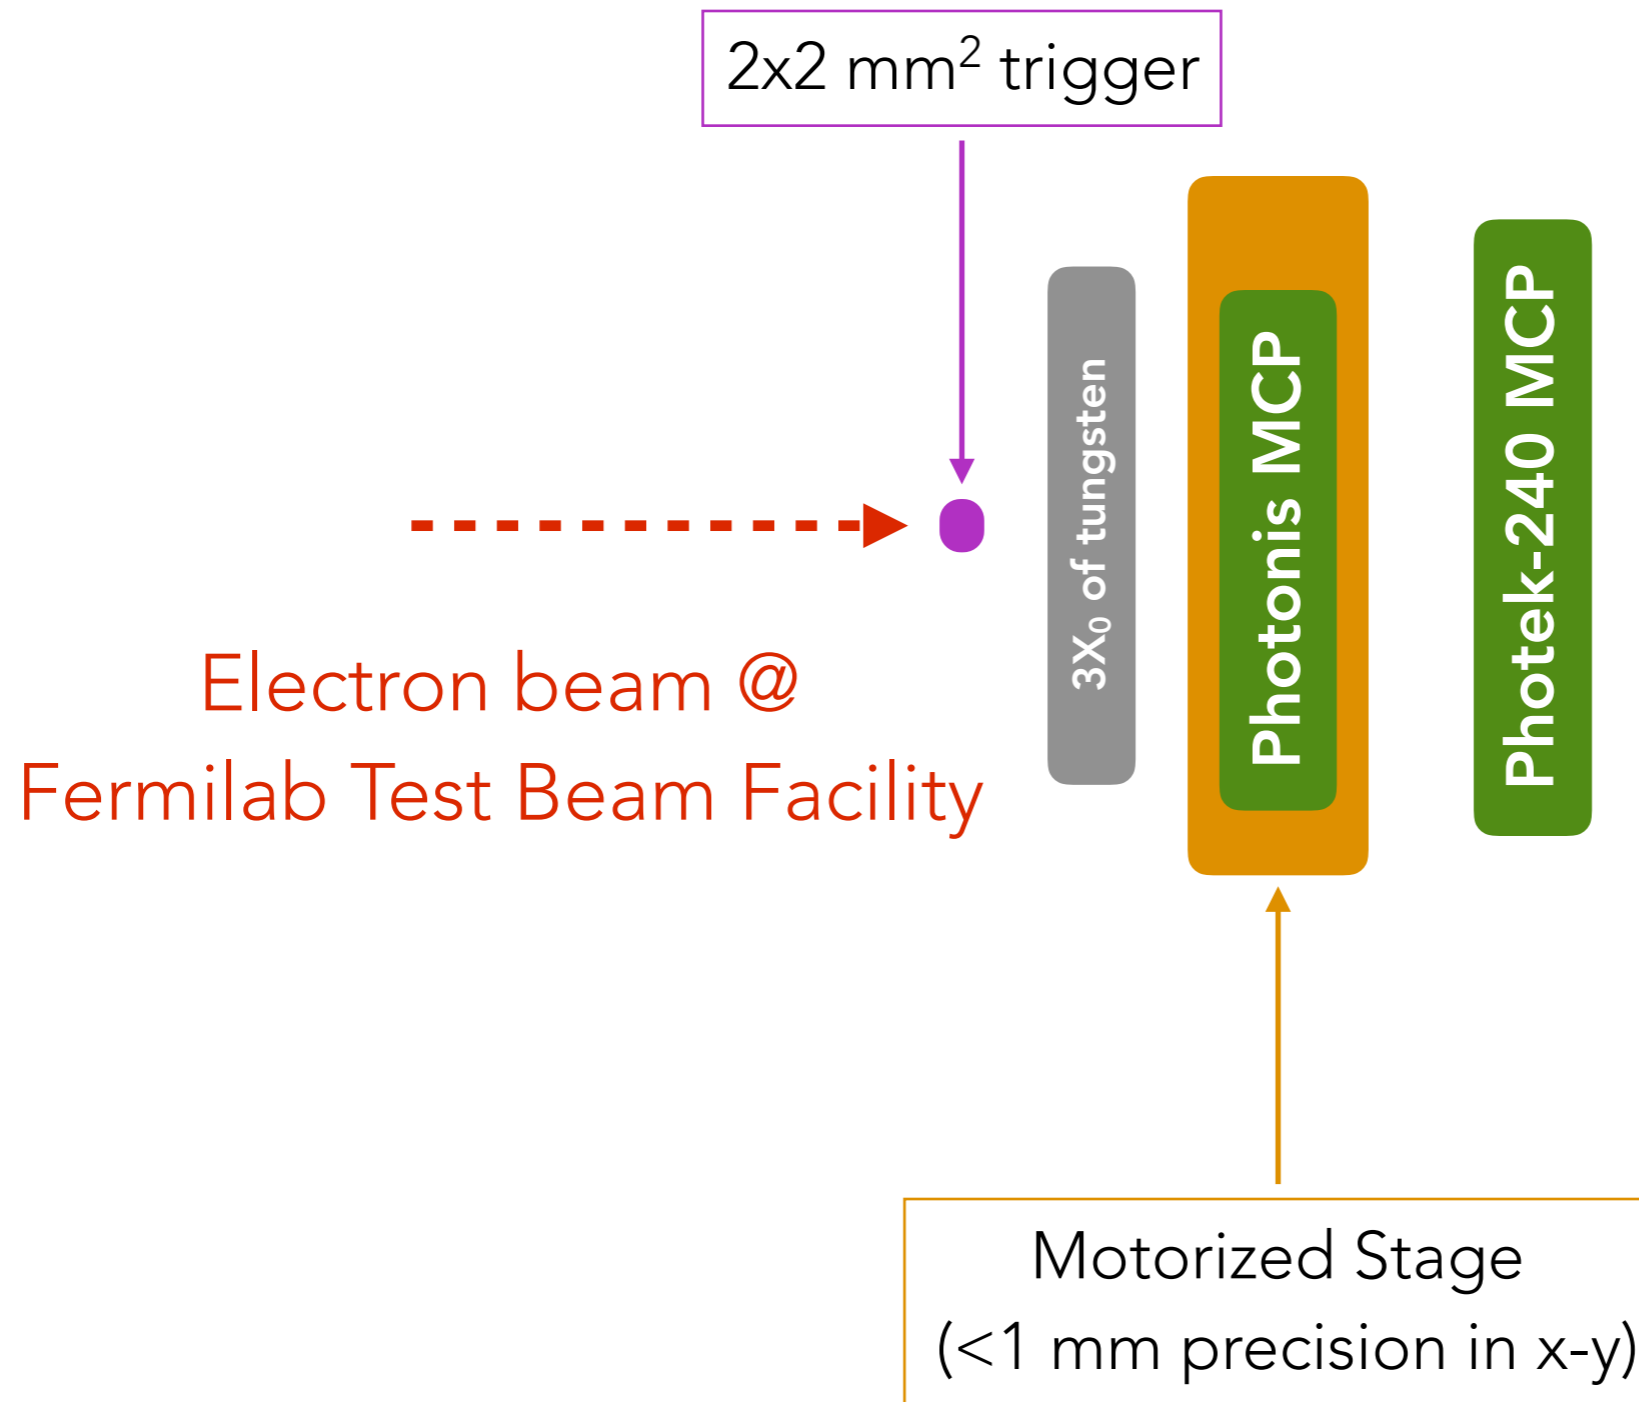 2x2 mm² trigger
3X₀ of tungsten
Photonis MCP
Photek-240 MCP
Electron beam @
Fermilab Test Beam Facility
Motorized Stage
(<1 mm precision in x-y)